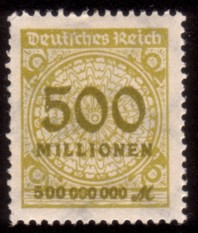 Deutsches Reich
500
MILLIONEN
500 000 000 M